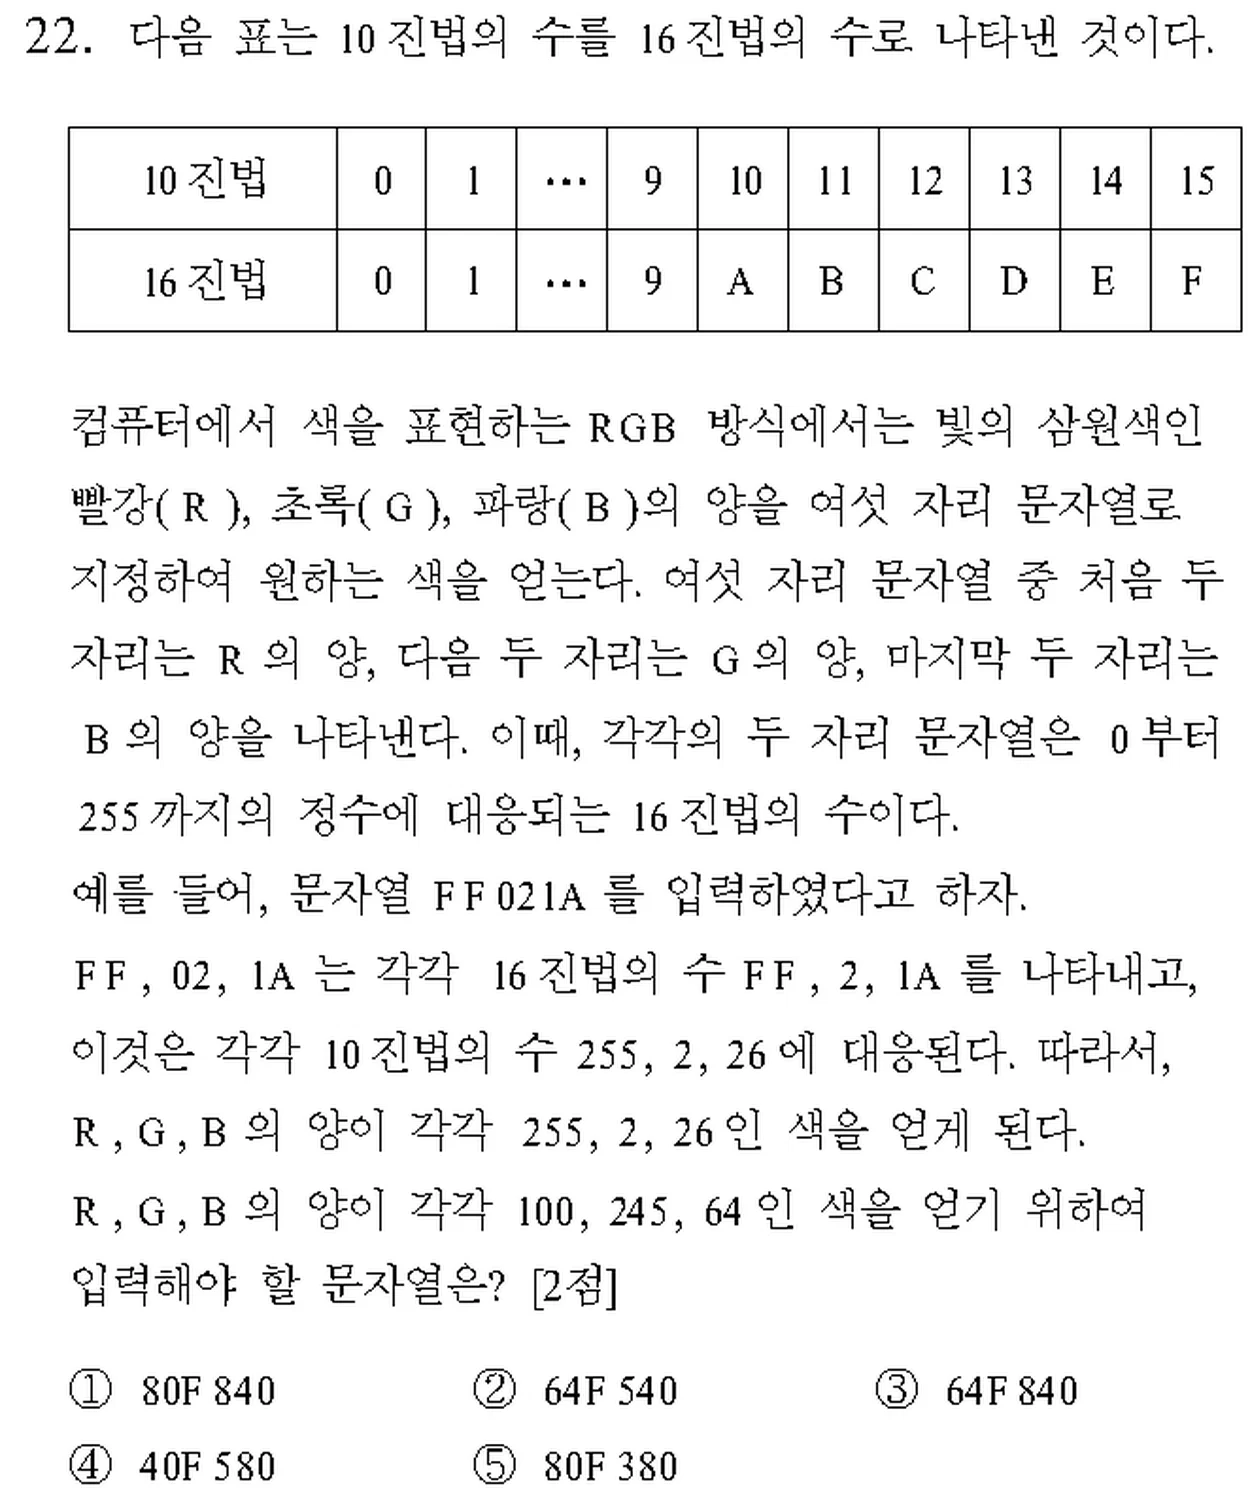 22. 다음 표는 10진법의 수를 16진법의 수로 나타낸 것이다.
10진법 0 1 … 9 10 11 12 13 14 15
16진법 0 1 … 9 A B C D E F
컴퓨터에서 색을 표현하는 RGB 방식에서는 빛의 삼원색인
빨강( R ), 초록( G ), 파랑( B )의 양을 여섯 자리 문자열로
지정하여 원하는 색을 얻는다. 여섯 자리 문자열 중 처음 두
자리는 R 의 양, 다음 두 자리는 G의 양, 마지막 두 자리는
B의 양을 나타낸다. 이때, 각각의 두 자리 문자열은 0부터
255까지의 정수에 대응되는 16진법의 수이다.
예를 들어, 문자열 FF021A 를 입력하였다고 하자.
FF, 02, 1A 는 각각 16진법의 수 FF, 2, 1A 를 나타내고,
이것은 각각 10진법의 수 255, 2, 26에 대응된다. 따라서,
R, G, B 의 양이 각각 255, 2, 26인 색을 얻게 된다.
R, G, B 의 양이 각각 100, 245, 64인 색을 얻기 위하여
입력해야 할 문자열은? [2점]
① 80F840 ② 64F540 ③ 64F840
④ 40F580 ⑤ 80F380